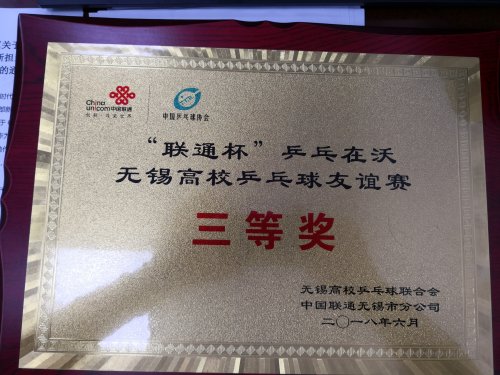 China
unicom中国联通
中国乒乓球协会
“联通杯”乒乓在沃
无锡高校乒乓球友谊赛
三等奖
无锡高校乒乓球联合会
中国联通无锡市分公司
二〇一八年六月